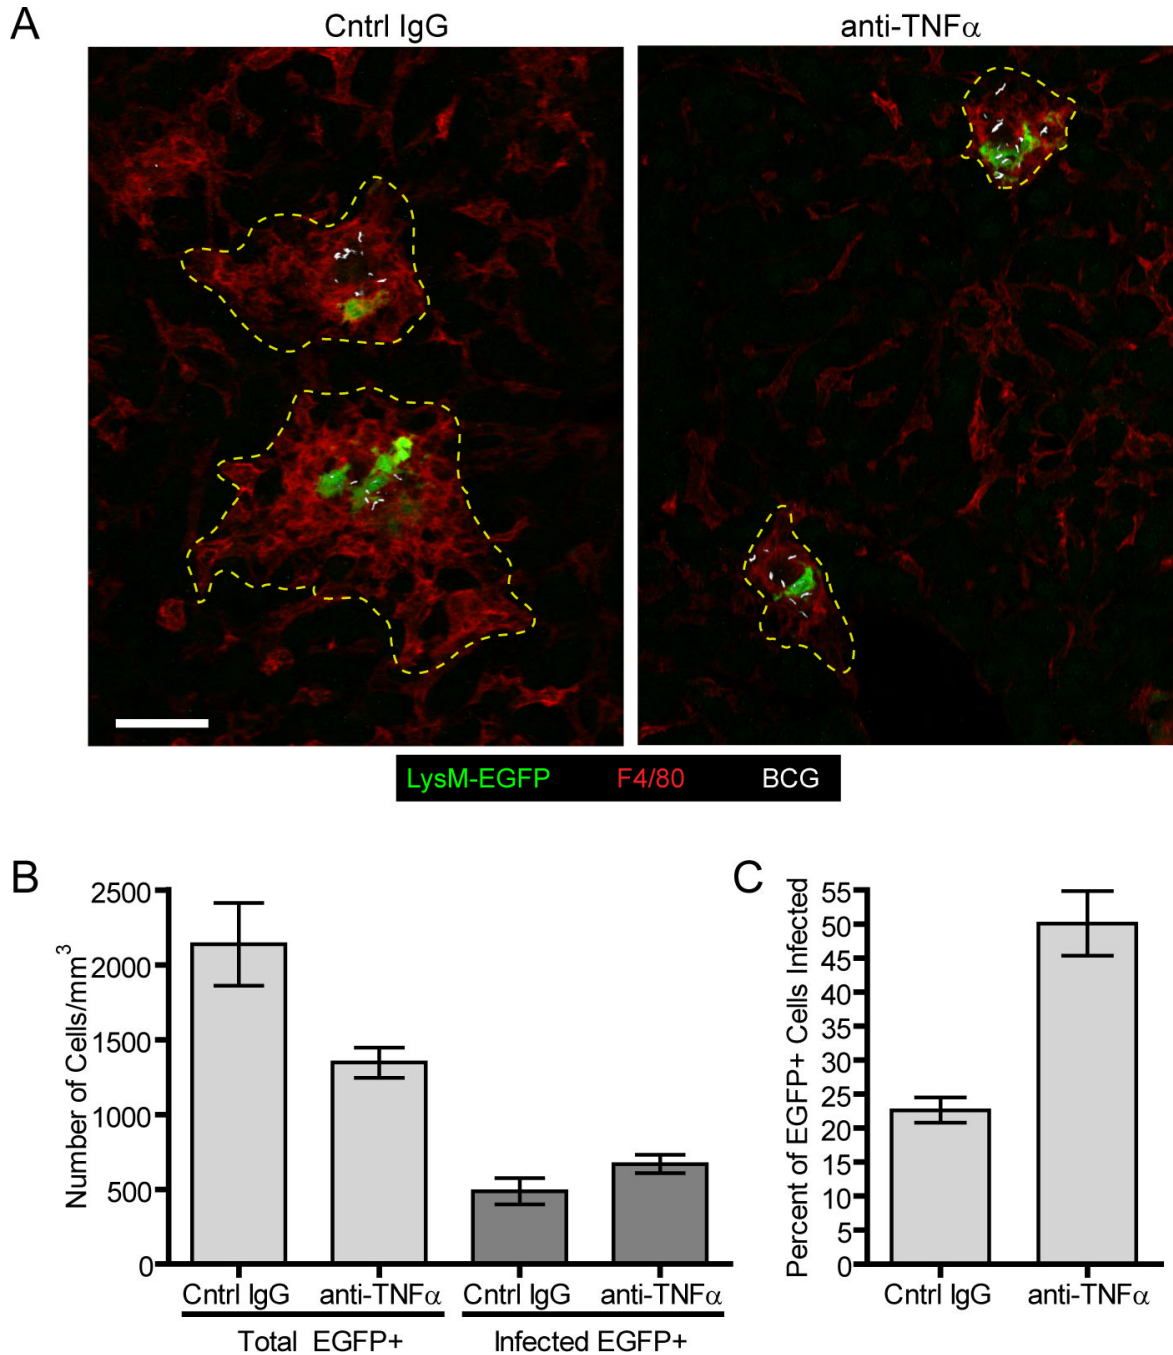 A
Cntrl IgG
anti-TNFα
LysM-EGFP F4/80 BCG
B
Number of Cells/mm³
2500
2000
1500
1000
500
0
Cntrl IgG anti-TNFα Cntrl IgG anti-TNFα
Total EGFP+ Infected EGFP+
C
Percent of EGFP+ Cells Infected
55
50
45
40
35
30
25
20
15
10
5
0
Cntrl IgG anti-TNFα